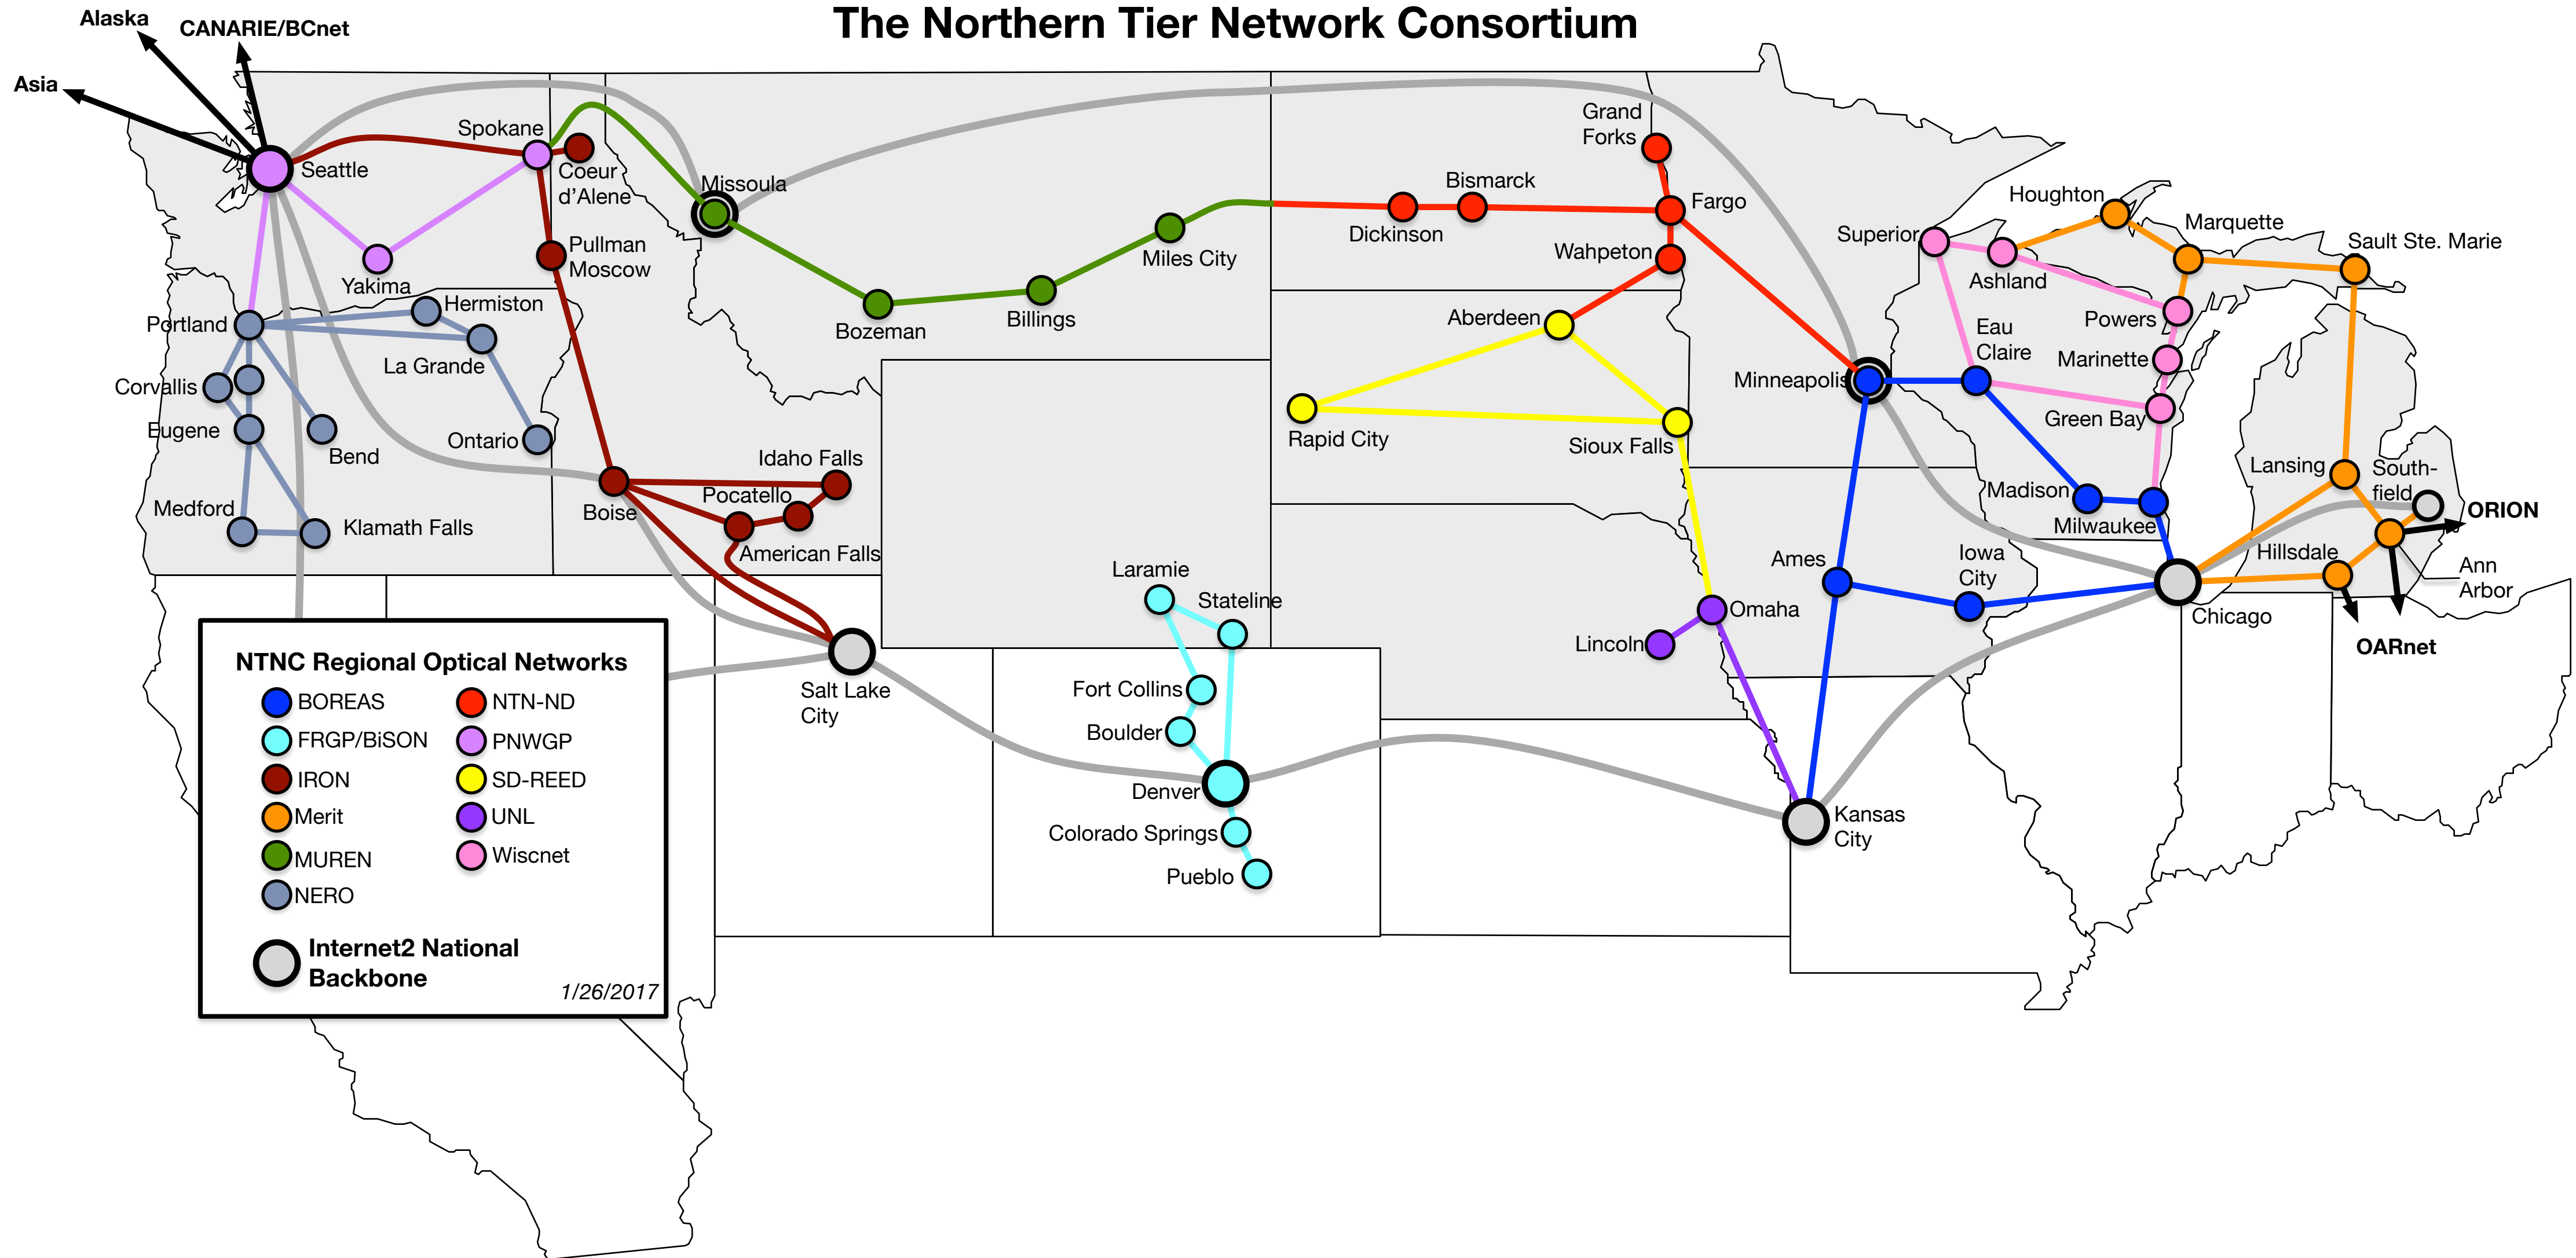 The Northern Tier Network Consortium
Alaska
CANARIE/BCnet
Asia
Seattle
Spokane
Coeur
d'Alene
Yakima
Pullman
Moscow
Missoula
Bozeman
Billings
Miles City
Dickinson
Bismarck
Grand
Forks
Fargo
Wahpeton
Aberdeen
Rapid City
Sioux Falls
Minneapolis
Superior
Ashland
Houghton
Marquette
Sault Ste. Marie
Powers
Marinette
Green Bay
Eau
Claire
Madison
Milwaukee
Lansing
South-
field
ORION
Hillsdale
Ann
Arbor
OARnet
Chicago
Portland
Hermiston
La Grande
Corvallis
Eugene
Bend
Ontario
Medford
Klamath Falls
Boise
Idaho Falls
Pocatello
American Falls
Salt Lake
City
Laramie
Stateline
Fort Collins
Boulder
Denver
Colorado Springs
Pueblo
Omaha
Lincoln
Ames
Iowa
City
Kansas
City
NTNC Regional Optical Networks
BOREAS
FRGP/BiSON
IRON
Merit
MUREN
NERO
NTN-ND
PNWGP
SD-REED
UNL
Wiscnet
Internet2 National
Backbone
1/26/2017